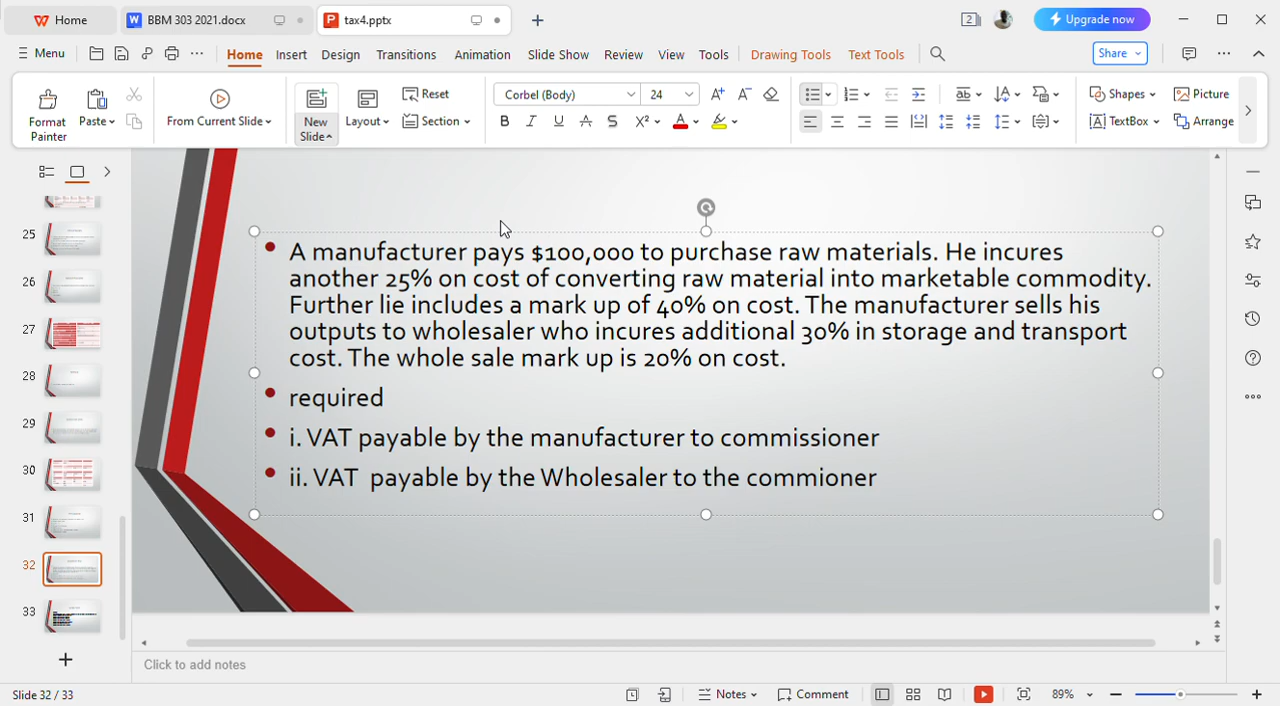 Home
BBM 303 2021.docx
tax4.pptx
Upgrade now
Menu
Home
Insert
Design
Transitions
Animation
Slide Show
Review
View
Tools
Drawing Tools
Text Tools
Share
Format
Painter
Paste
From Current Slide
New
Slide
Layout
Reset
Section
Corbel (Body)
24
Shapes
Picture
TextBox
Arrange
25
26
27
28
29
30
31
32
33
A manufacturer pays $100,000 to purchase raw materials. He incures
another 25% on cost of converting raw material into marketable commodity.
Further lie includes a mark up of 40% on cost. The manufacturer sells his
outputs to wholesaler who incures additional 30% in storage and transport
cost. The whole sale mark up is 20% on cost.
required
i. VAT payable by the manufacturer to commissioner
ii. VAT payable by the Wholesaler to the commioner
Click to add notes
Slide 32 / 33
Notes
Comment
89%